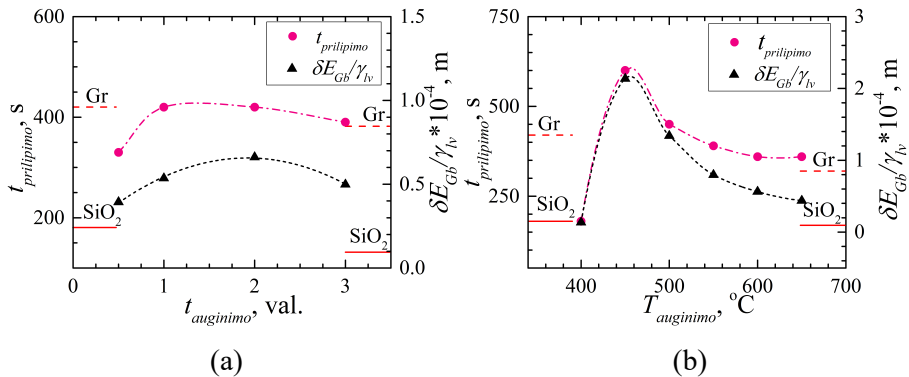 600
400
200
1.5
1.0
0.5
0.0
0
1
2
3
t_prilipimo, s
δE_Gb/γ_lv*10^-4, m
t_auginimo, val.
t_prilipimo
δE_Gb/γ_lv
Gr
SiO₂
Gr
SiO₂
(a)
750
500
250
3
2
1
0
400
500
600
700
t_prilipimo, s
δE_Gb/γ_lv*10^-4, m
T_auginimo, °C
t_prilipimo
δE_Gb/γ_lv
Gr
SiO₂
Gr
SiO₂
(b)